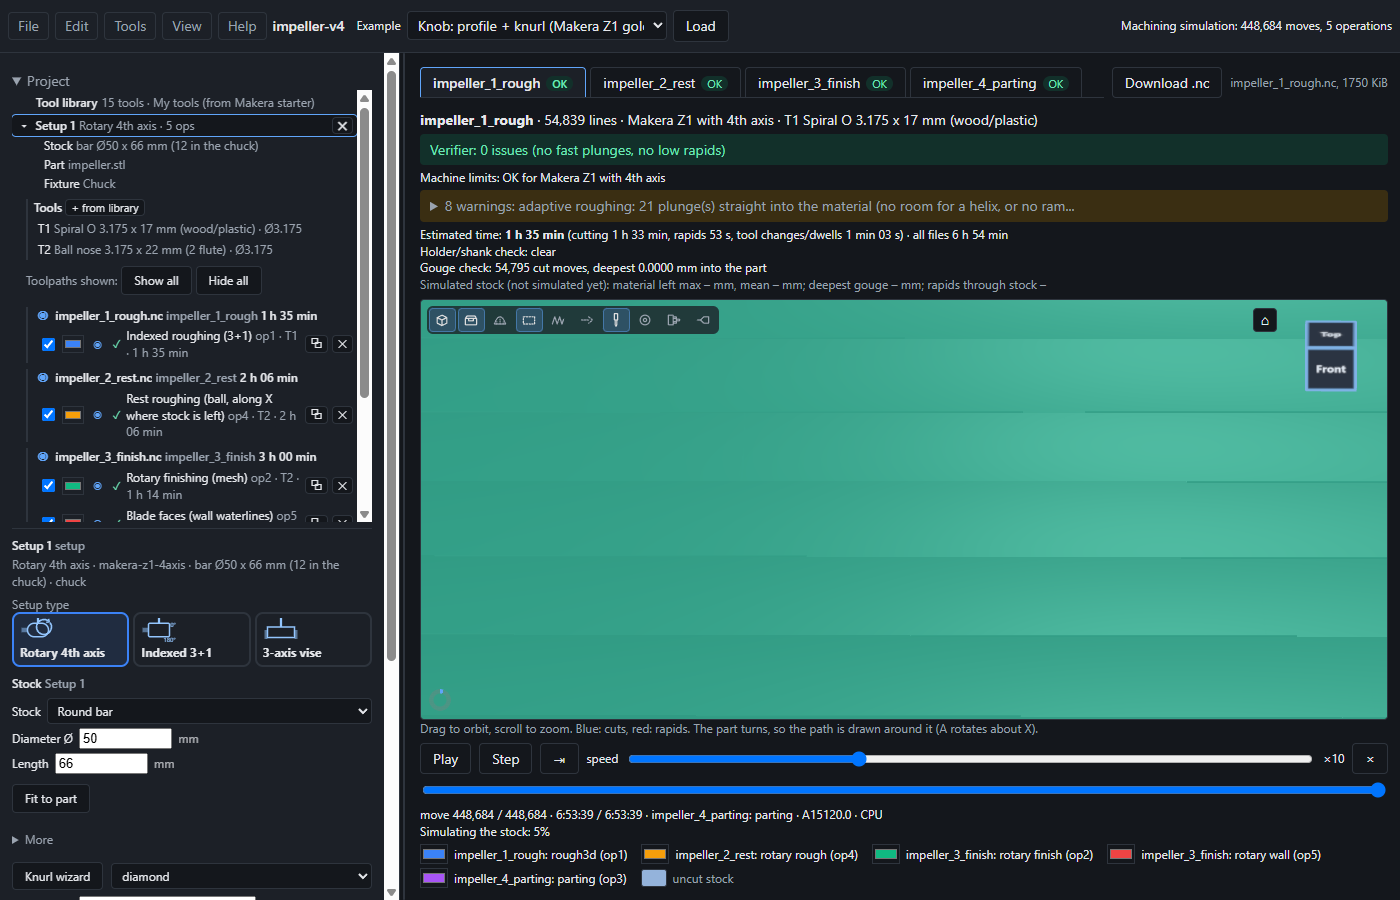 File Edit Tools View Help impeller-v4 Example Knob: profile + knurl (Makera Z1 gol Load Machining simulation: 448,684 moves, 5 operations
Project
Tool library 15 tools · My tools (from Makera starter)
Setup 1 Rotary 4th axis · 5 ops
Stock bar Ø50 x 66 mm (12 in the chuck)
Part impeller.stl
Fixture Chuck
Tools + from library
T1 Spiral O 3.175 x 17 mm (wood/plastic) · Ø3.175
T2 Ball nose 3.175 x 22 mm (2 flute) · Ø3.175
Toolpaths shown: Show all Hide all
impeller_1_rough.nc impeller_1_rough 1 h 35 min
Indexed roughing (3+1) op1 · T1
· 1 h 35 min
impeller_2_rest.nc impeller_2_rest 2 h 06 min
Rest roughing (ball, along X
where stock is left) op4 · T2 · 2 h
06 min
impeller_3_finish.nc impeller_3_finish 3 h 00 min
Rotary finishing (mesh) op2 · T2 ·
1 h 14 min
Blade faces (wall waterlines) op5
Setup 1 setup
Rotary 4th axis · makera-z1-4axis · bar Ø50 x 66 mm (12 in the
chuck) · chuck
Setup type
Rotary 4th axis Indexed 3+1 3-axis vise
Stock Setup 1
Stock Round bar
Diameter Ø 50 mm
Length 66 mm
Fit to part
More
Knurl wizard diamond
impeller_1_rough OK impeller_2_rest OK impeller_3_finish OK impeller_4_parting OK Download .nc impeller_1_rough.nc, 1750 KiB
impeller_1_rough · 54,839 lines · Makera Z1 with 4th axis · T1 Spiral O 3.175 x 17 mm (wood/plastic)
Verifier: 0 issues (no fast plunges, no low rapids)
Machine limits: OK for Makera Z1 with 4th axis
8 warnings: adaptive roughing: 21 plunge(s) straight into the material (no room for a helix, or no ram...
Estimated time: 1 h 35 min (cutting 1 h 33 min, rapids 53 s, tool changes/dwells 1 min 03 s) · all files 6 h 54 min
Holder/shank check: clear
Gouge check: 54,795 cut moves, deepest 0.0000 mm into the part
Simulated stock (not simulated yet): material left max – mm, mean – mm; deepest gouge – mm; rapids through stock –
Top
Front
Drag to orbit, scroll to zoom. Blue: cuts, red: rapids. The part turns, so the path is drawn around it (A rotates about X).
Play Step ⇥ speed ×10 ×
move 448,684 / 448,684 · 6:53:39 / 6:53:39 · impeller_4_parting: parting · A15120.0 · CPU
Simulating the stock: 5%
impeller_1_rough: rough3d (op1) impeller_2_rest: rotary rough (op4) impeller_3_finish: rotary finish (op2) impeller_3_finish: rotary wall (op5)
impeller_4_parting: parting (op3) uncut stock